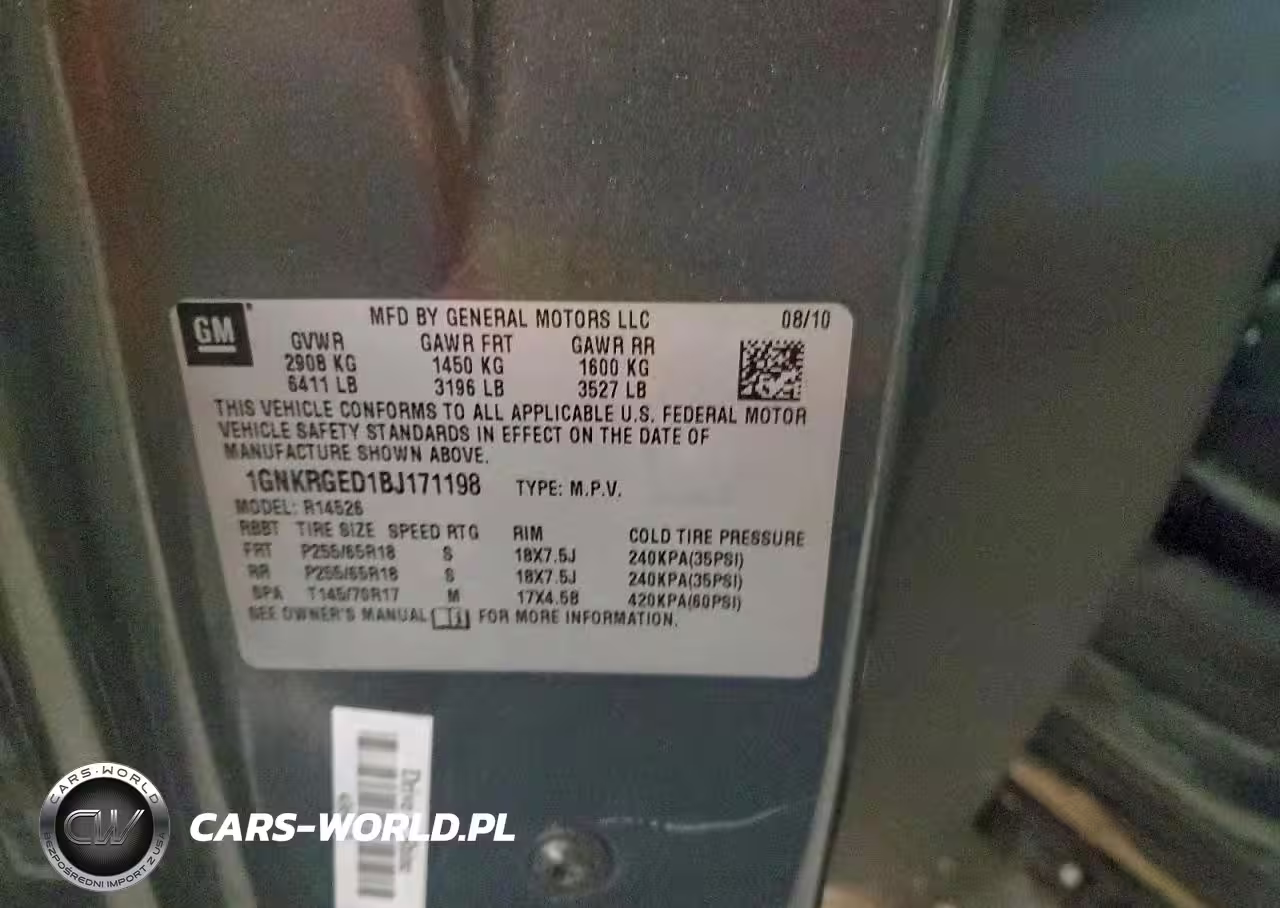 GM
MFD BY GENERAL MOTORS LLC 08/10
GVWR GAWR FRT GAWR RR
2908 KG 1450 KG 1600 KG
6411 LB 3196 LB 3527 LB
THIS VEHICLE CONFORMS TO ALL APPLICABLE U.S. FEDERAL MOTOR
VEHICLE SAFETY STANDARDS IN EFFECT ON THE DATE OF
MANUFACTURE SHOWN ABOVE.
1GNKRGED1BJ171198 TYPE: M.P.V.
MODEL: R14526
TIRE SIZE SPEED RTG RIM COLD TIRE PRESSURE
FRT P255/65R18 S 18X7.5J 240KPA(35PSI)
RR P255/65R18 S 18X7.5J 240KPA(35PSI)
SPA T145/70R17 M 17X4.5B 420KPA(60PSI)
SEE OWNER'S MANUAL FOR MORE INFORMATION.
CARS-WORLD
CW
BEZPOŚREDNI IMPORT Z USA
CARS-WORLD.PL